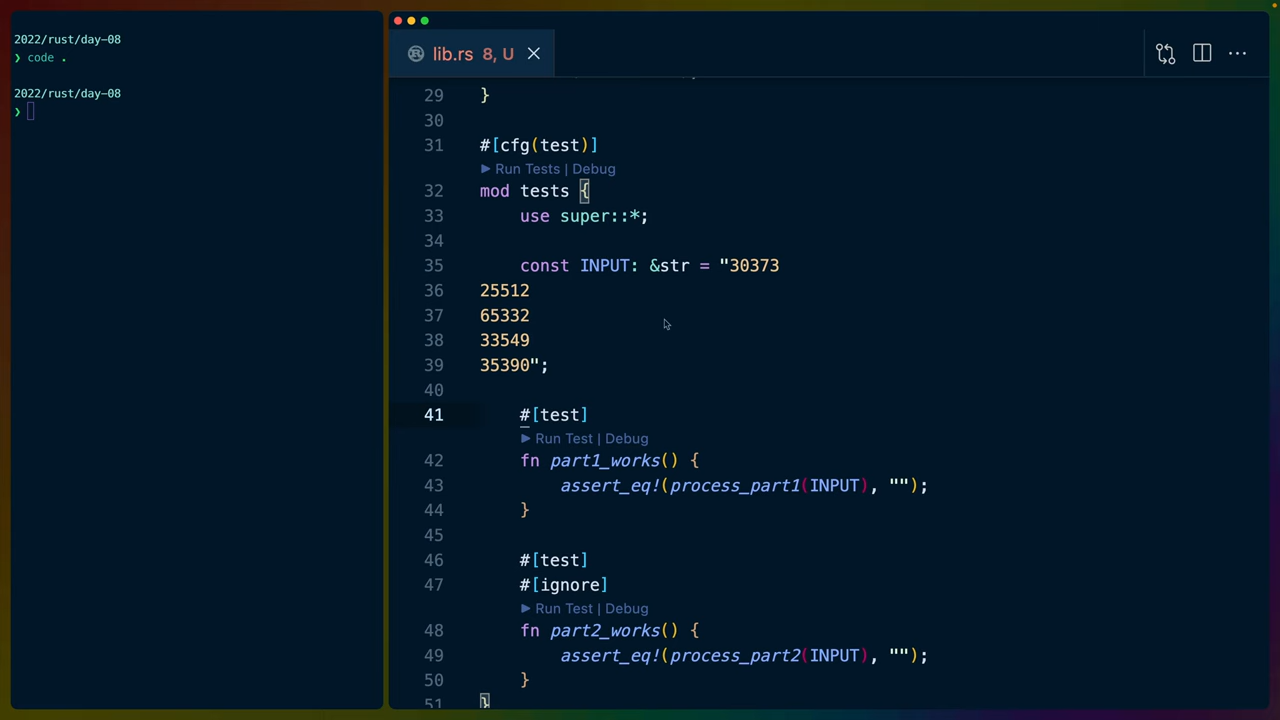 2022/rust/day-08
❯ code .
2022/rust/day-08
❯
lib.rs 8, U
29 }
30
31 #[cfg(test)]
▶ Run Tests | Debug
32 mod tests {
33 use super::*;
34
35 const INPUT: &str = "30373
36 25512
37 65332
38 33549
39 35390";
40
41 #[test]
▶ Run Test | Debug
42 fn part1_works() {
43 assert_eq!(process_part1(INPUT), "");
44 }
45
46 #[test]
47 #[ignore]
▶ Run Test | Debug
48 fn part2_works() {
49 assert_eq!(process_part2(INPUT), "");
50 }
51 }